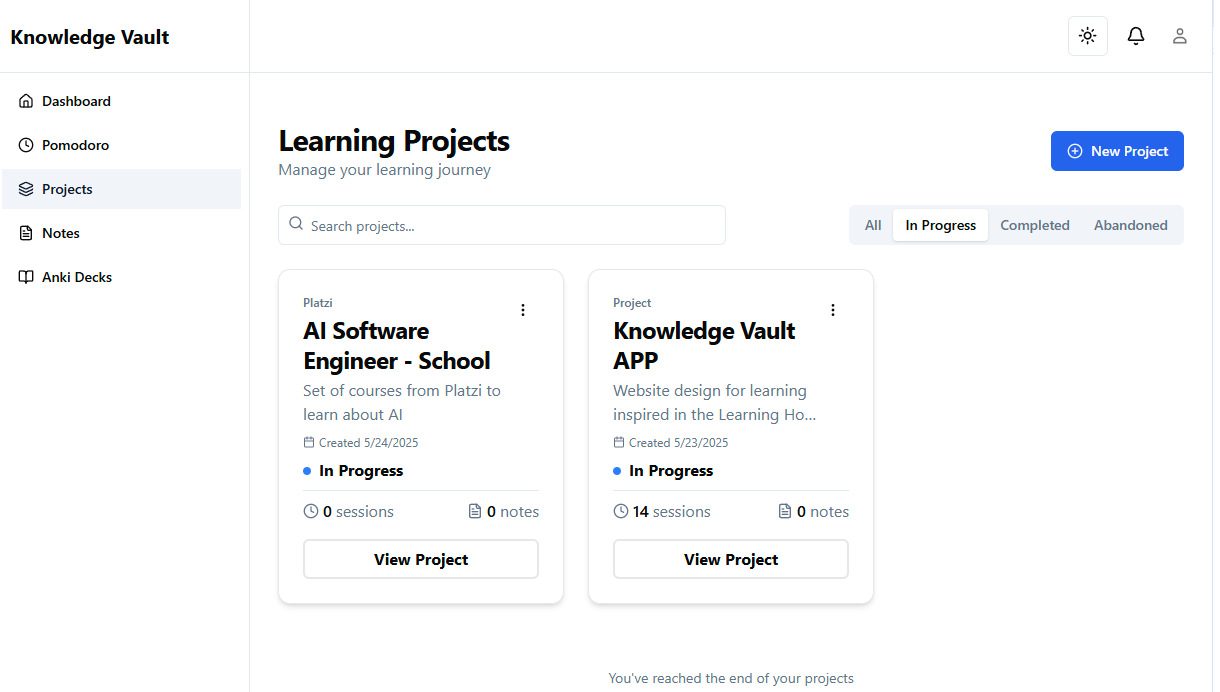 Knowledge Vault
Dashboard
Pomodoro
Projects
Notes
Anki Decks
Learning Projects
Manage your learning journey
New Project
Search projects...
All In Progress Completed Abandoned
Platzi
AI Software
Engineer - School
Set of courses from Platzi to
learn about AI
Created 5/24/2025
In Progress
0 sessions 0 notes
View Project
Project
Knowledge Vault
APP
Website design for learning
inspired in the Learning Ho...
Created 5/23/2025
In Progress
14 sessions 0 notes
View Project
You've reached the end of your projects